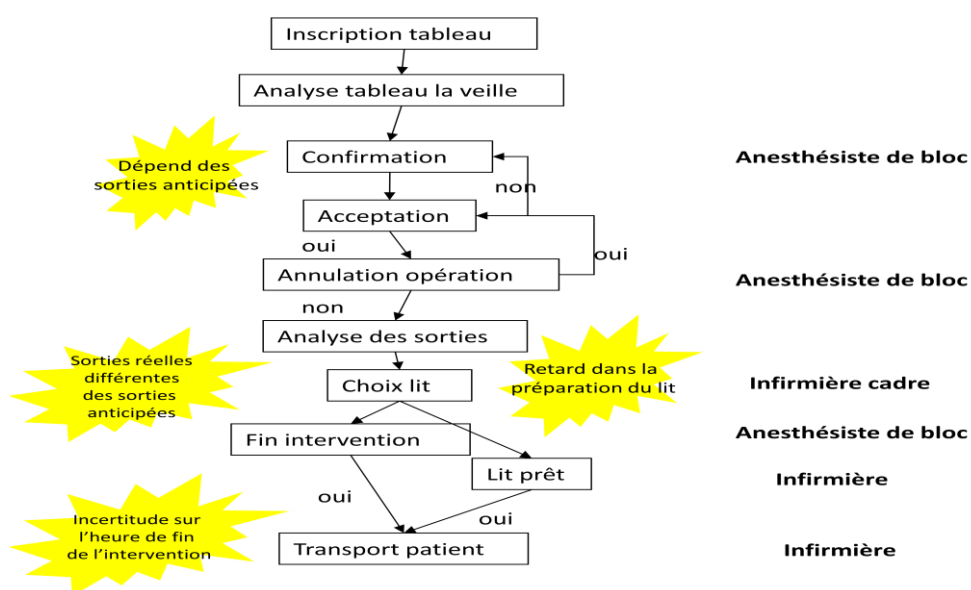 Inscription tableau
Analyse tableau la veille
Dépend des
sorties anticipées
Confirmation
Anesthésiste de bloc
non
Acceptation
oui
oui
Annulation opération
Anesthésiste de bloc
non
Analyse des sorties
Sorties réelles
différentes
des sorties
anticipées
Retard dans la
préparation du lit
Choix lit
Infirmière cadre
Fin intervention
Anesthésiste de bloc
Lit prêt
Infirmière
oui
oui
Incertitude sur
l'heure de fin
de l'intervention
Transport patient
Infirmière